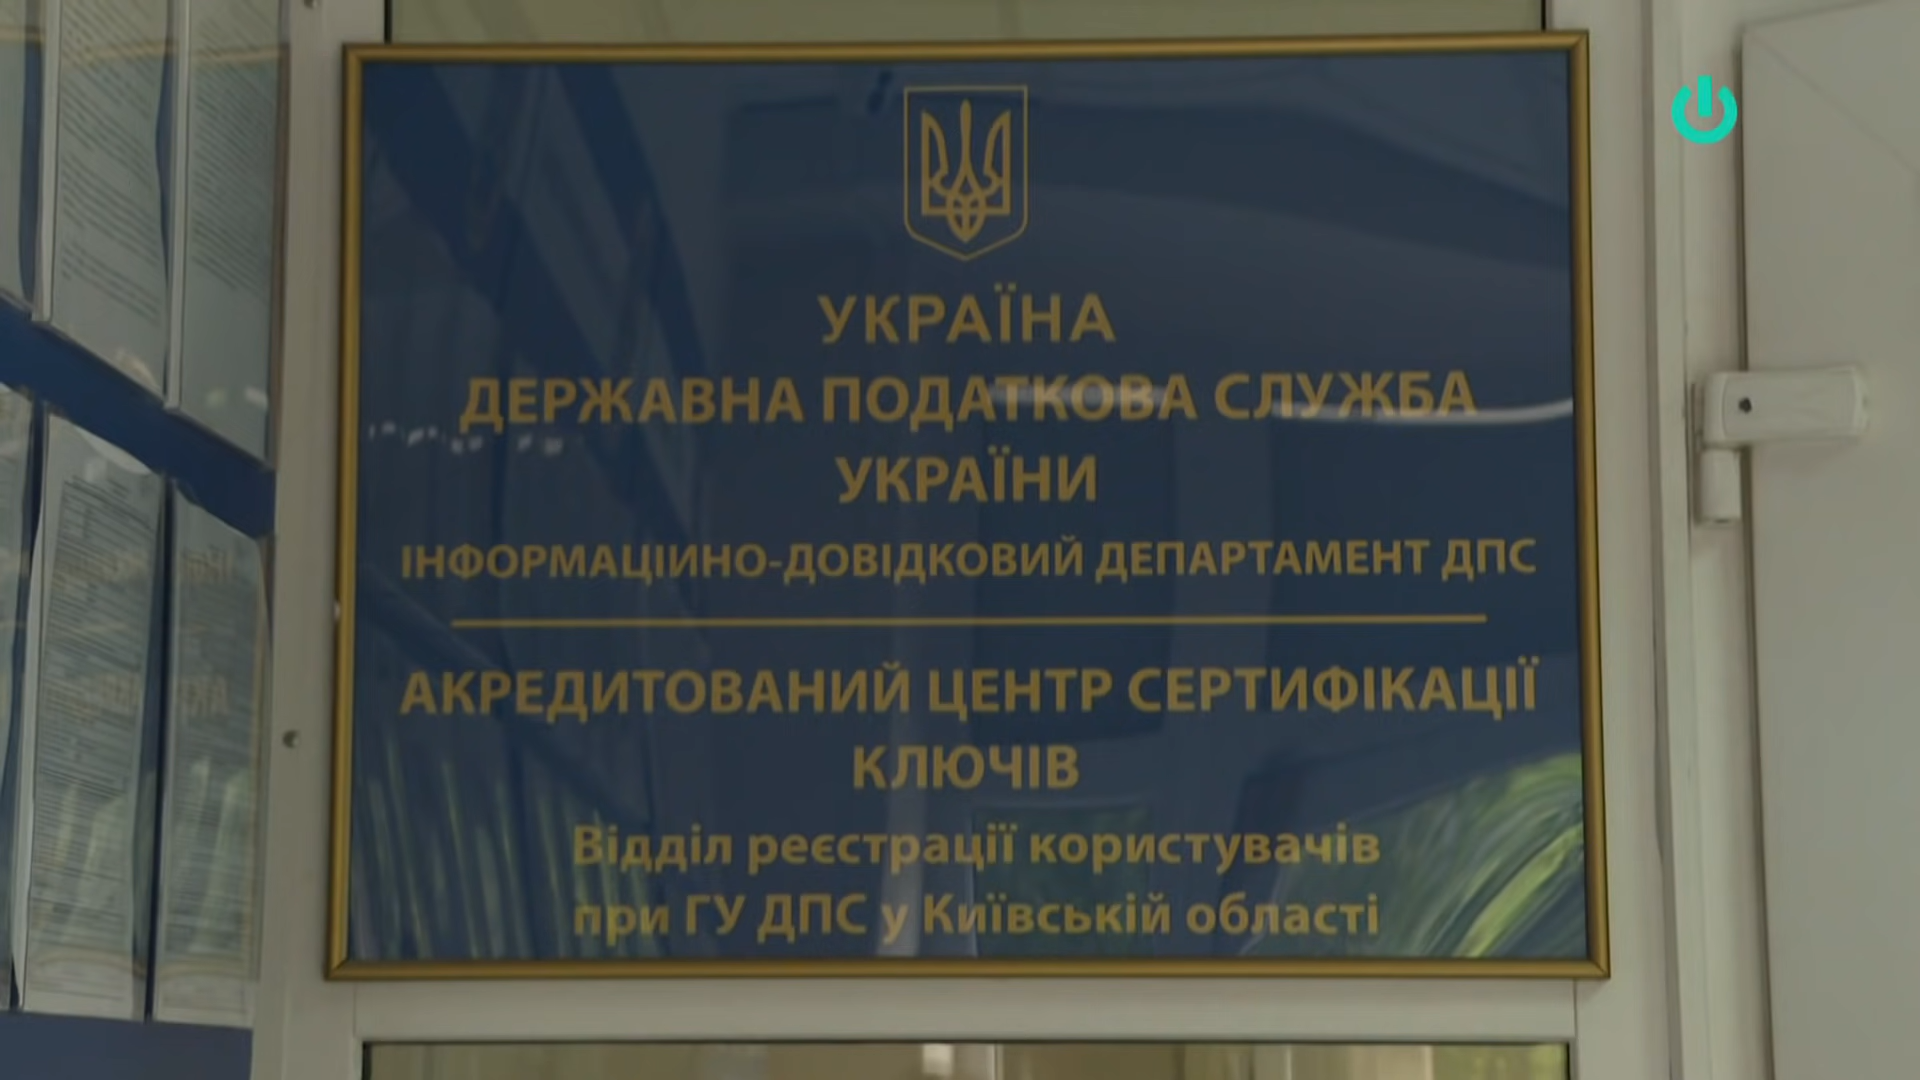 УКРАЇНА
ДЕРЖАВНА ПОДАТКОВА СЛУЖБА
УКРАЇНИ
ІНФОРМАЦІИНО-ДОВІДКОВИЙ ДЕПАРТАМЕНТ ДПС
АКРЕДИТОВАНИЙ ЦЕНТР СЕРТИФІКАЦІЇ
КЛЮЧІВ
Відділ реєстрації користувачів
при ГУ ДПС у Київській області